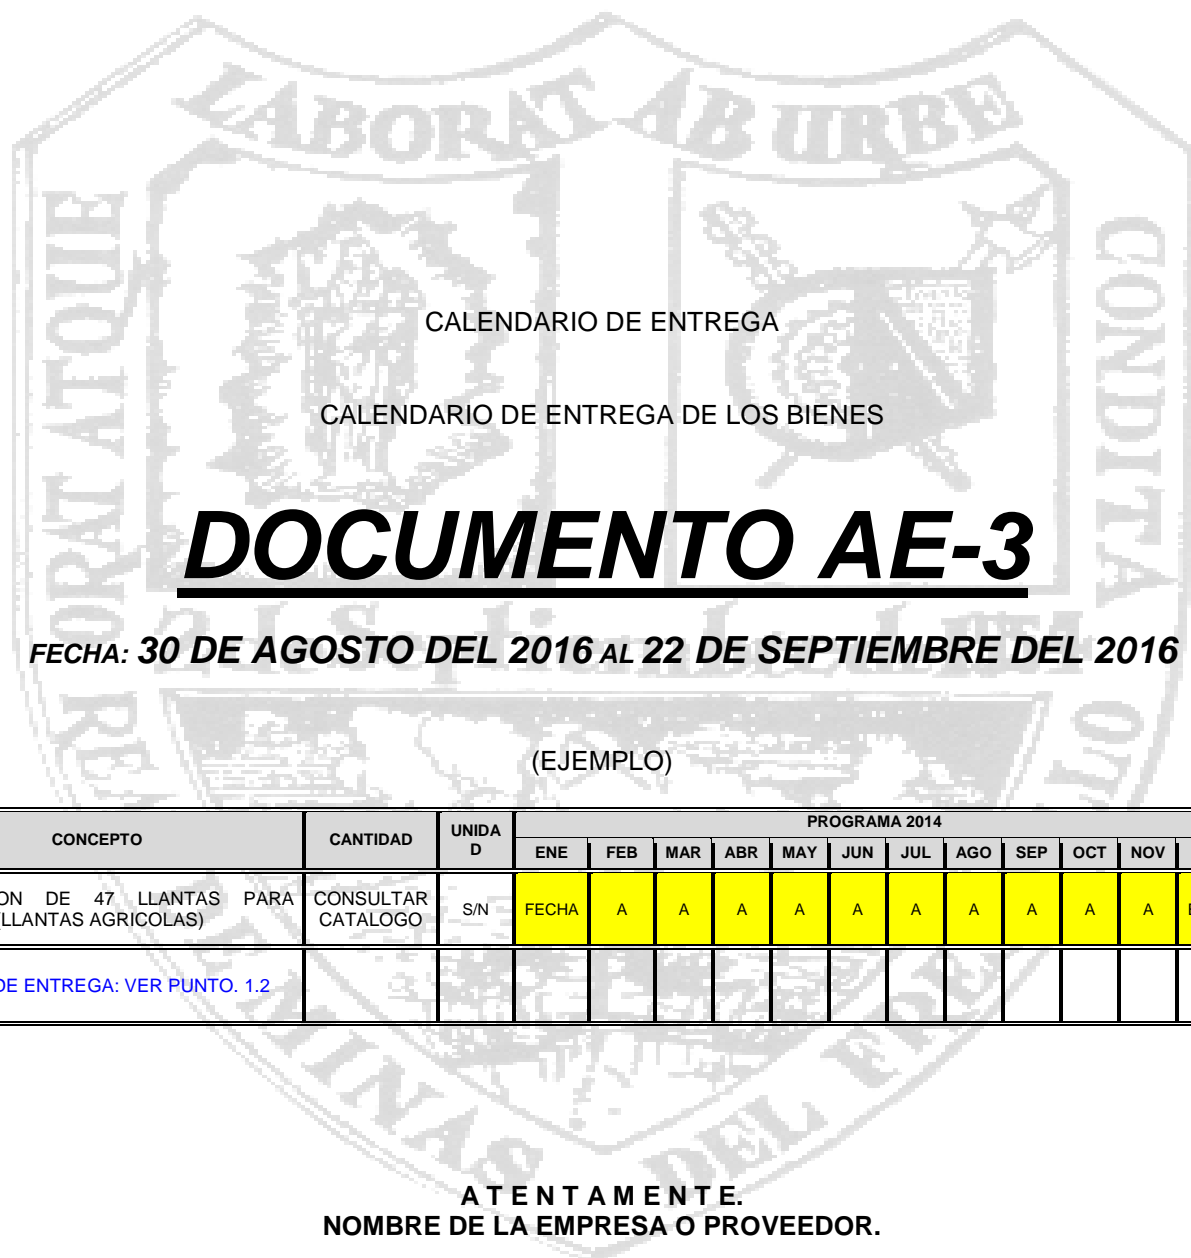 LABORAT AB URBE
CONDITA
CALENDARIO DE ENTREGA
CALENDARIO DE ENTREGA DE LOS BIENES
DOCUMENTO AE-3
FECHA: 30 DE AGOSTO DEL 2016 AL 22 DE SEPTIEMBRE DEL 2016
(EJEMPLO)
CONCEPTO CANTIDAD UNIDA
D PROGRAMA 2014
ENE FEB MAR ABR MAY JUN JUL AGO SEP OCT NOV
DE 47 LLANTAS PARA CONSULTAR
LLANTAS AGRICOLAS) CATALOGO S/N FECHA A A A A A A A A A A
DE ENTREGA: VER PUNTO. 1.2
A T E N T A M E N T E.
NOMBRE DE LA EMPRESA O PROVEEDOR.